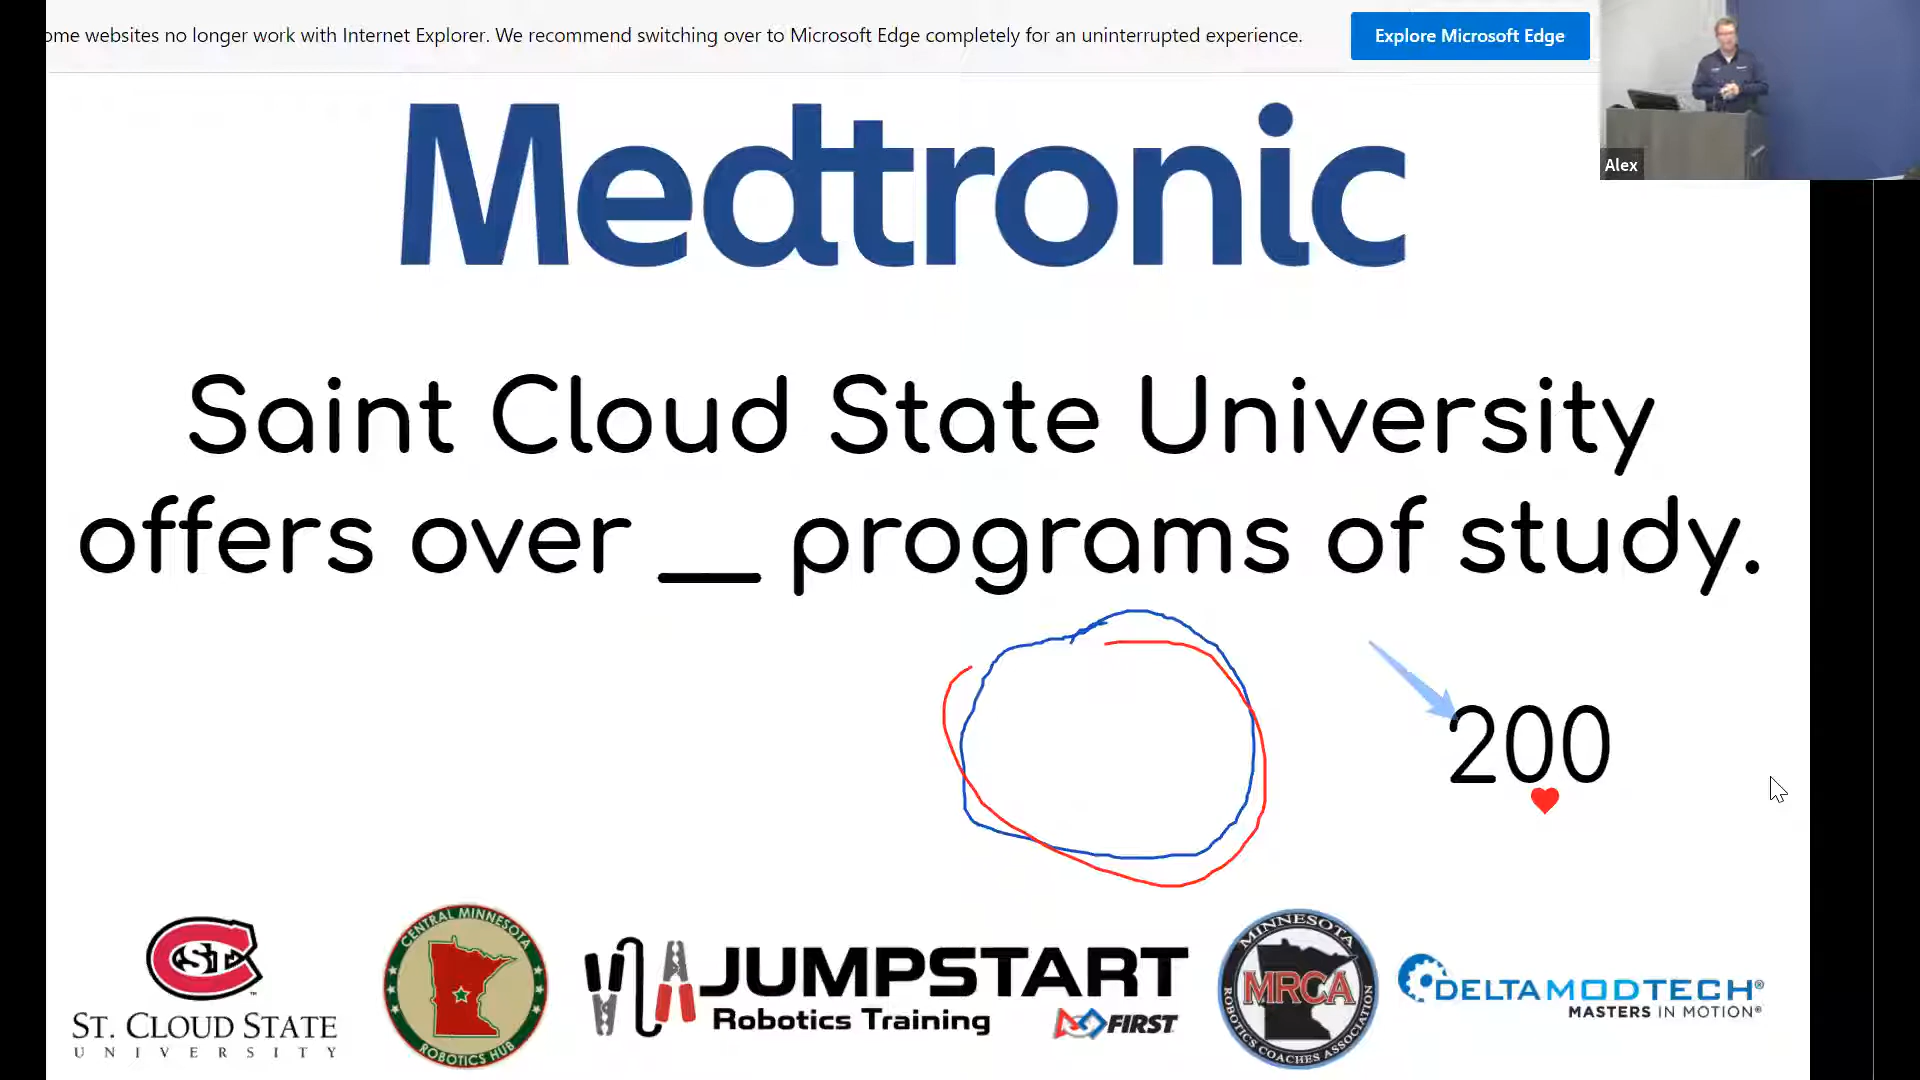 ome websites no longer work with Internet Explorer. We recommend switching over to Microsoft Edge completely for an uninterrupted experience.
Explore Microsoft Edge
Alex
Medtronic
Saint Cloud State University
offers over __ programs of study.
200
ST. CLOUD STATE
UNIVERSITY
CENTRAL MINNESOTA
ROBOTICS HUB
JUMPSTART
Robotics Training
FIRST
MINNESOTA
MRCA
ROBOTICS COACHES ASSOCIATION
DELTAMODTECH®
MASTERS IN MOTION®